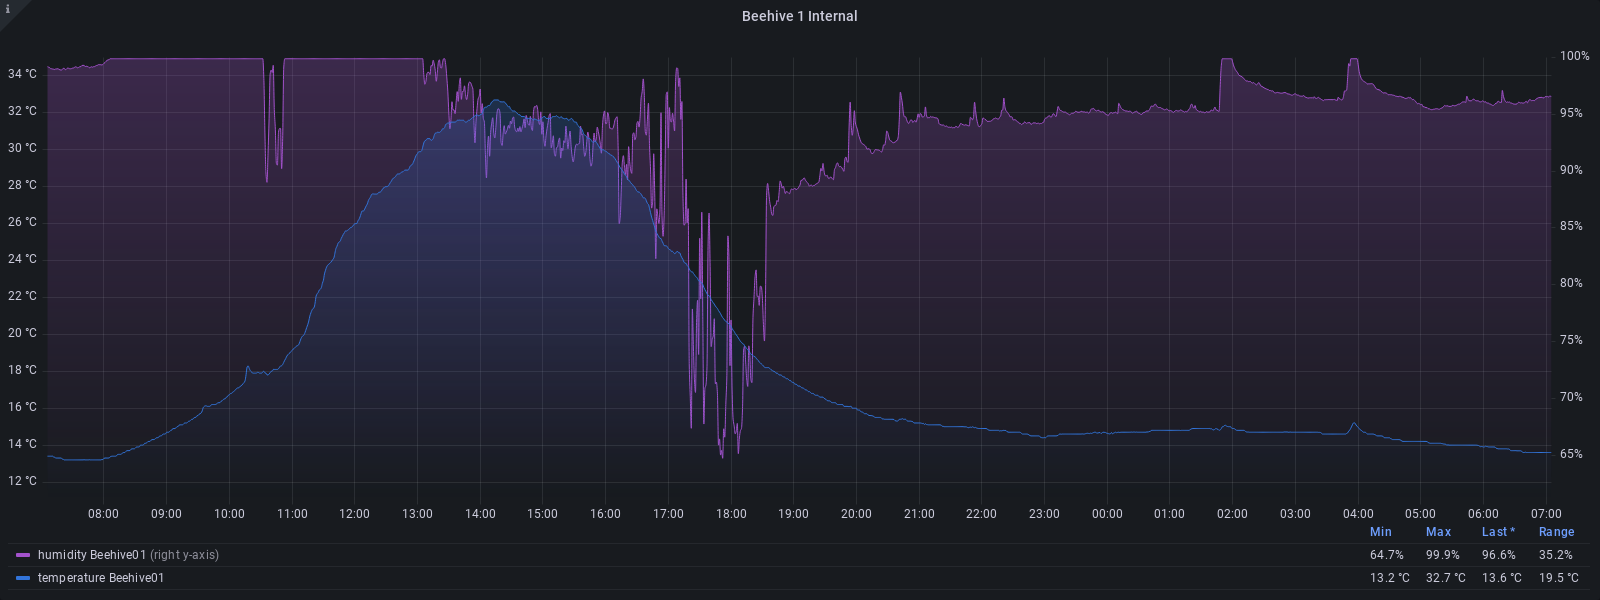 i
Beehive 1 Internal
34 °C
32 °C
30 °C
28 °C
26 °C
24 °C
22 °C
20 °C
18 °C
16 °C
14 °C
12 °C
100%
95%
90%
85%
80%
75%
70%
65%
08:00 09:00 10:00 11:00 12:00 13:00 14:00 15:00 16:00 17:00 18:00 19:00 20:00 21:00 22:00 23:00 00:00 01:00 02:00 03:00 04:00 05:00 06:00 07:00
Min Max Last * Range
humidity Beehive01 (right y-axis) 64.7% 99.9% 96.6% 35.2%
temperature Beehive01 13.2 °C 32.7 °C 13.6 °C 19.5 °C